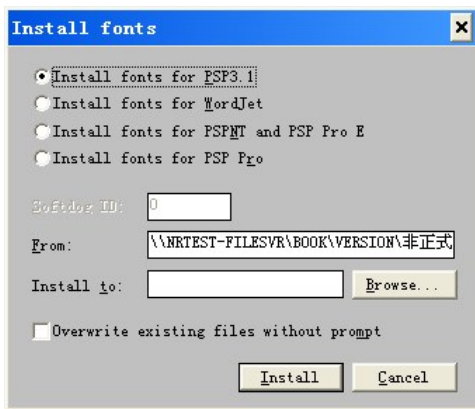 Install fonts
Install fonts for PSP3.1
Install fonts for WordJet
Install fonts for PSPNT and PSP Pro E
Install fonts for PSP Pro
Softdog ID: 0
From: \\NRTEST-FILESVR\BOOK\VERSION\非正式
Install to: Browse...
Overwrite existing files without prompt
Install Cancel